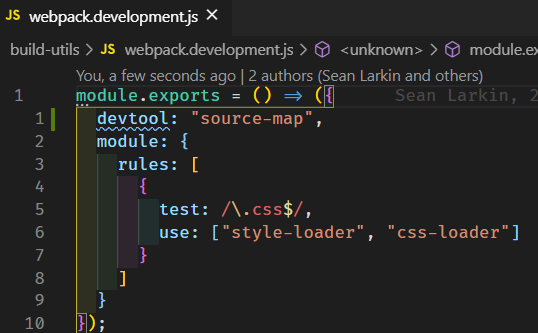 JS webpack.development.js ×
build-utils > JS webpack.development.js > <unknown> > module.ex
You, a few seconds ago | 2 authors (Sean Larkin and others)
1 module.exports = () => ({ Sean Larkin, 2
1 devtool: "source-map",
2 module: {
3 rules: [
4 {
5 test: /\.css$/,
6 use: ["style-loader", "css-loader"]
7 }
8 ]
9 }
10 });